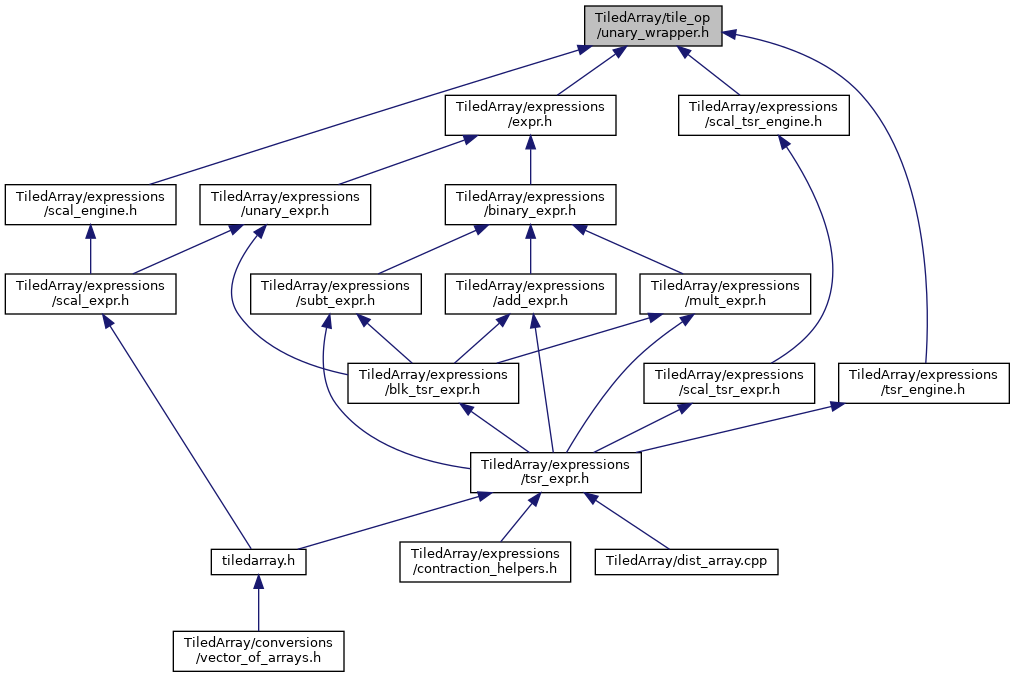 TiledArray/tile_op
/unary_wrapper.h
TiledArray/expressions
/expr.h
TiledArray/expressions
/scal_tsr_engine.h
TiledArray/expressions
/scal_engine.h
TiledArray/expressions
/unary_expr.h
TiledArray/expressions
/binary_expr.h
TiledArray/expressions
/scal_expr.h
TiledArray/expressions
/subt_expr.h
TiledArray/expressions
/add_expr.h
TiledArray/expressions
/mult_expr.h
TiledArray/expressions
/blk_tsr_expr.h
TiledArray/expressions
/scal_tsr_expr.h
TiledArray/expressions
/tsr_engine.h
TiledArray/expressions
/tsr_expr.h
tiledarray.h
TiledArray/expressions
/contraction_helpers.h
TiledArray/dist_array.cpp
TiledArray/conversions
/vector_of_arrays.h